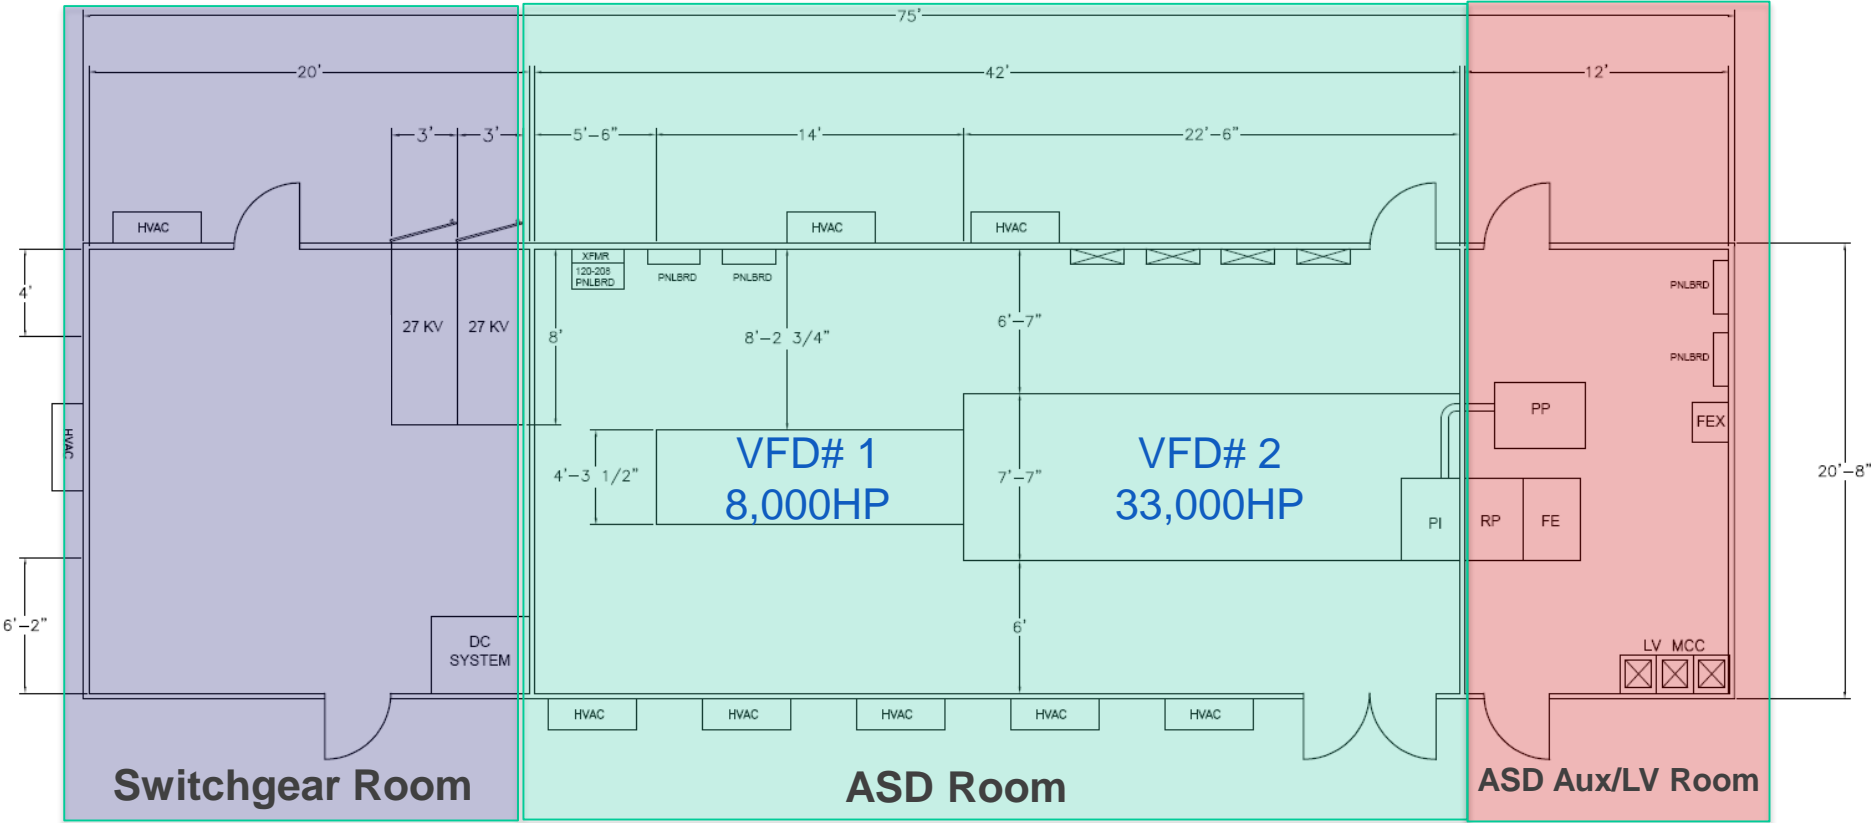 75'
20'
42'
12'
3'
3'
5'-6"
14'
22'-6"
HVAC
HVAC
HVAC
XFMR
120-208
PNLBRD
PNLBRD
PNLBRD
PNLBRD
4'
27 KV
27 KV
8'
8'-2 3/4"
6'-7"
PNLBRD
PP
FEX
HVAC
VFD# 1
8,000HP
VFD# 2
33,000HP
4'-3 1/2"
7'-7"
20'-8"
PI
RP
FE
6'-2"
6'
DC
SYSTEM
LV MCC
HVAC
HVAC
HVAC
HVAC
HVAC
Switchgear Room
ASD Room
ASD Aux/LV Room